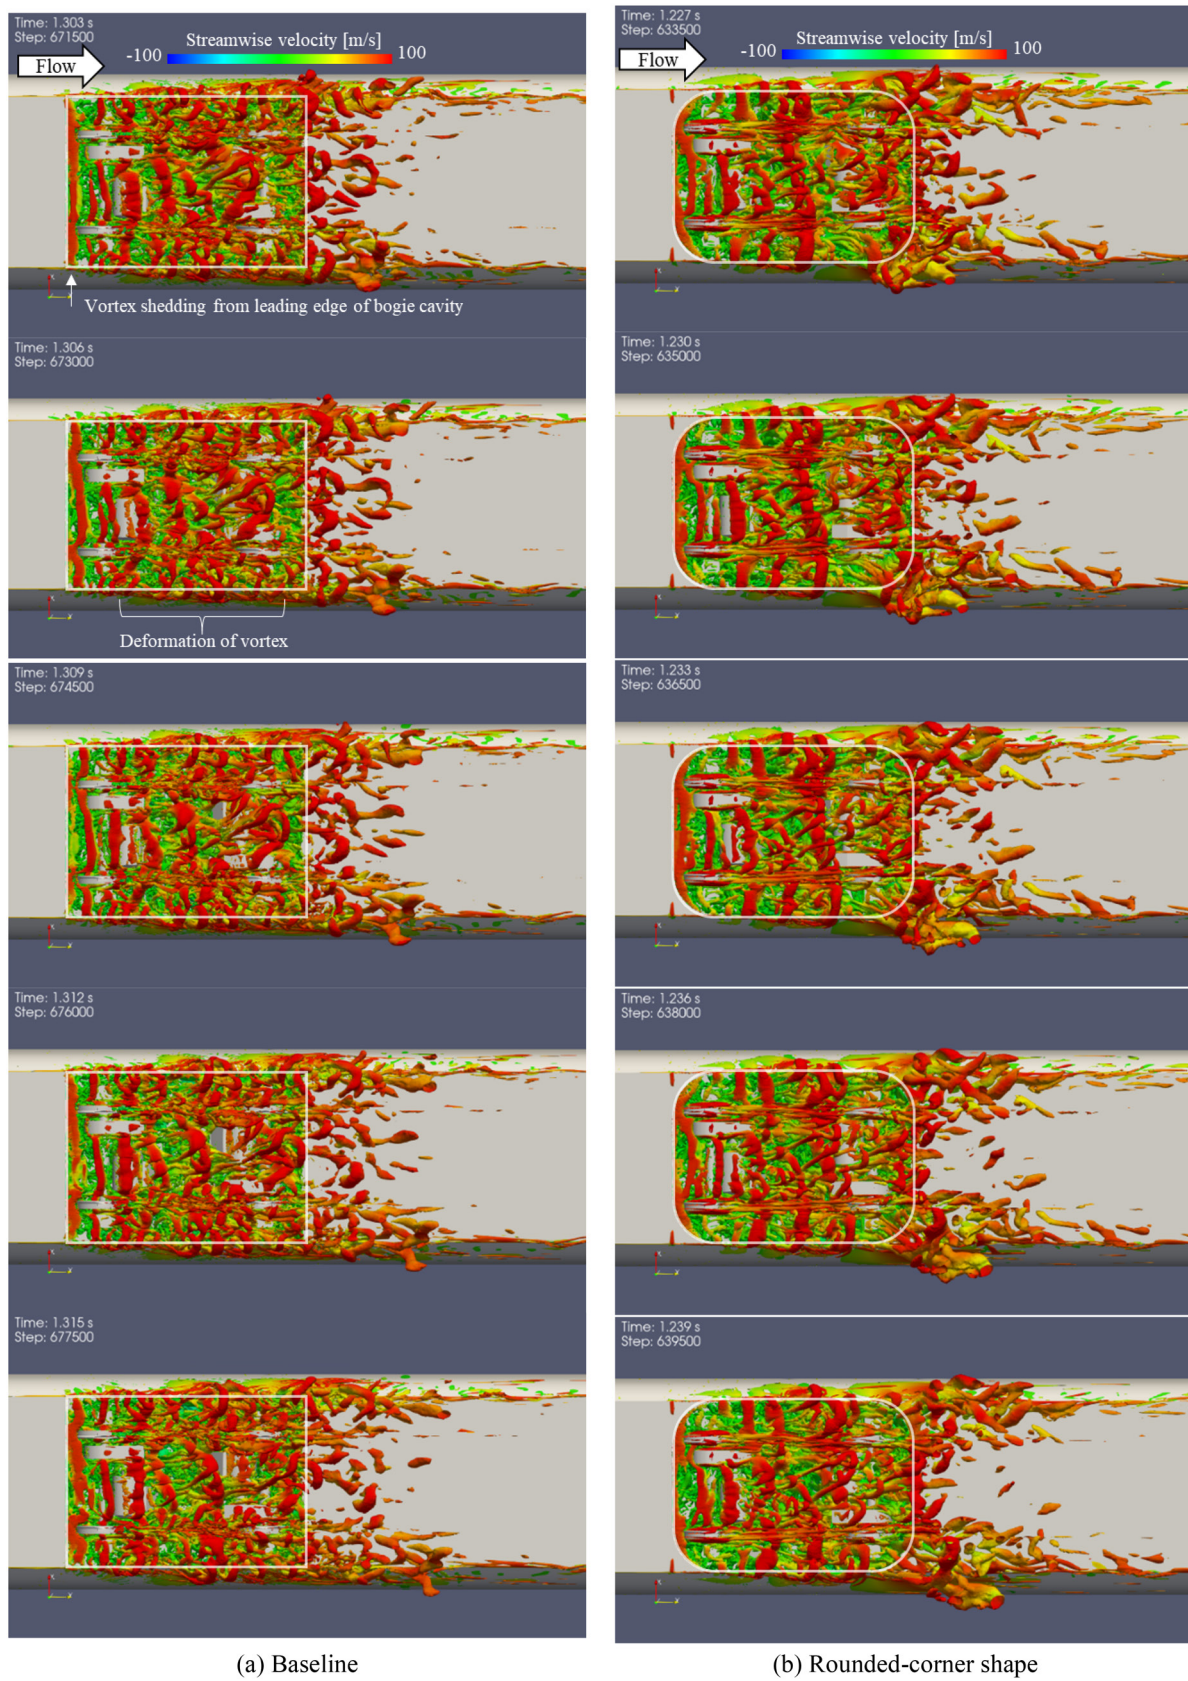 Time: 1.303 s
Step: 671500
Streamwise velocity [m/s]
-100
100
Flow
Vortex shedding from leading edge of bogie cavity
Time: 1.306 s
Step: 673000
Deformation of vortex
Time: 1.309 s
Step: 674500
Time: 1.312 s
Step: 676000
Time: 1.315 s
Step: 677500
(a) Baseline
Time: 1.227 s
Step: 633500
Streamwise velocity [m/s]
-100
100
Flow
Time: 1.230 s
Step: 635000
Time: 1.233 s
Step: 636500
Time: 1.236 s
Step: 638000
Time: 1.239 s
Step: 639500
(b) Rounded-corner shape